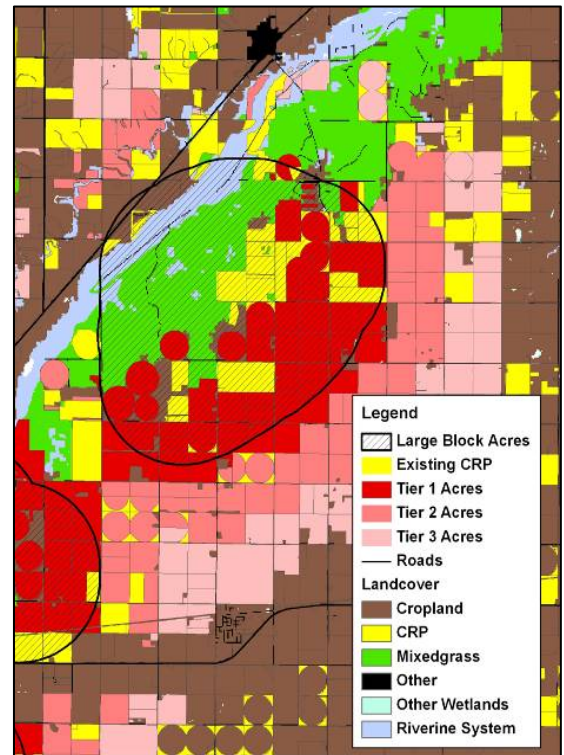 Legend
Large Block Acres
Existing CRP
Tier 1 Acres
Tier 2 Acres
Tier 3 Acres
Roads
Landcover
Cropland
CRP
Mixedgrass
Other
Other Wetlands
Riverine System